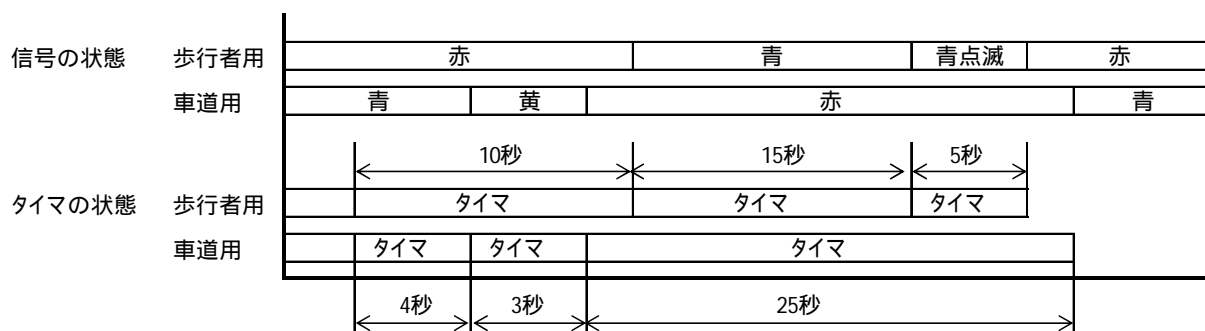 信号の状態 歩行者用 赤 青 青点滅 赤
車道用 青 黄 赤 青
10秒 15秒 5秒
タイマの状態 歩行者用 タイマ タイマ タイマ
車道用 タイマ タイマ タイマ
4秒 3秒 25秒